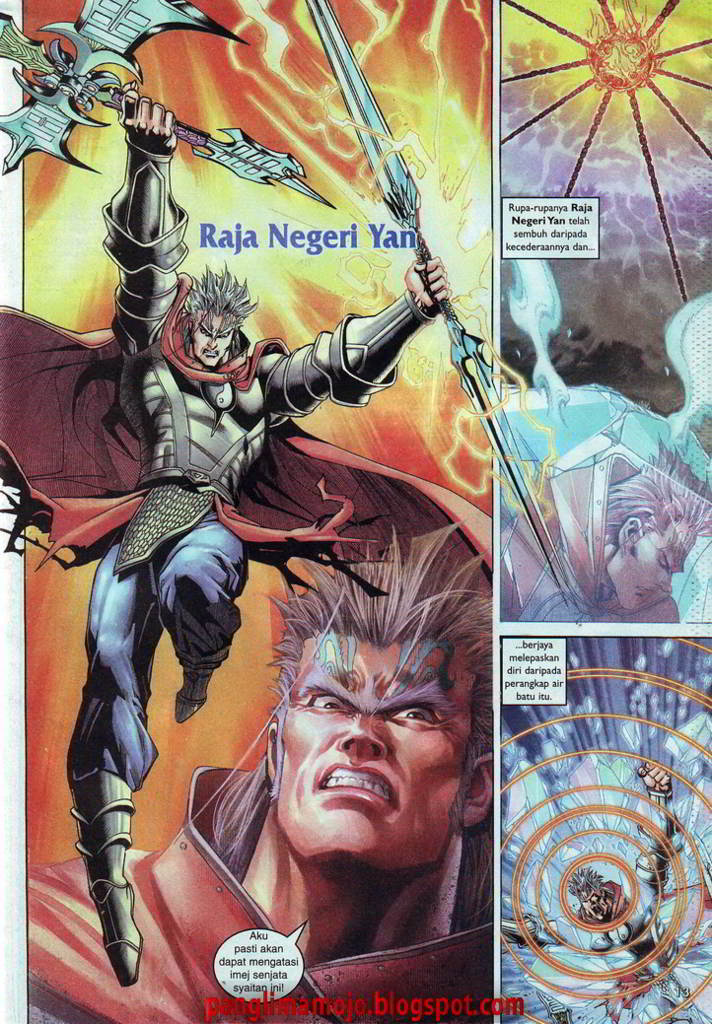 Raja Negeri Yan
Rupa-rupanya Raja
Negeri Yan telah
sembuh daripada
kecederaannya dan...
...berjaya
melepaskan
diri daripada
perangkap air
batu itu.
Aku
pasti akan
dapat mengatasi
imej senjata
syaitan ini!
13
panglimamojo.blogspot.com